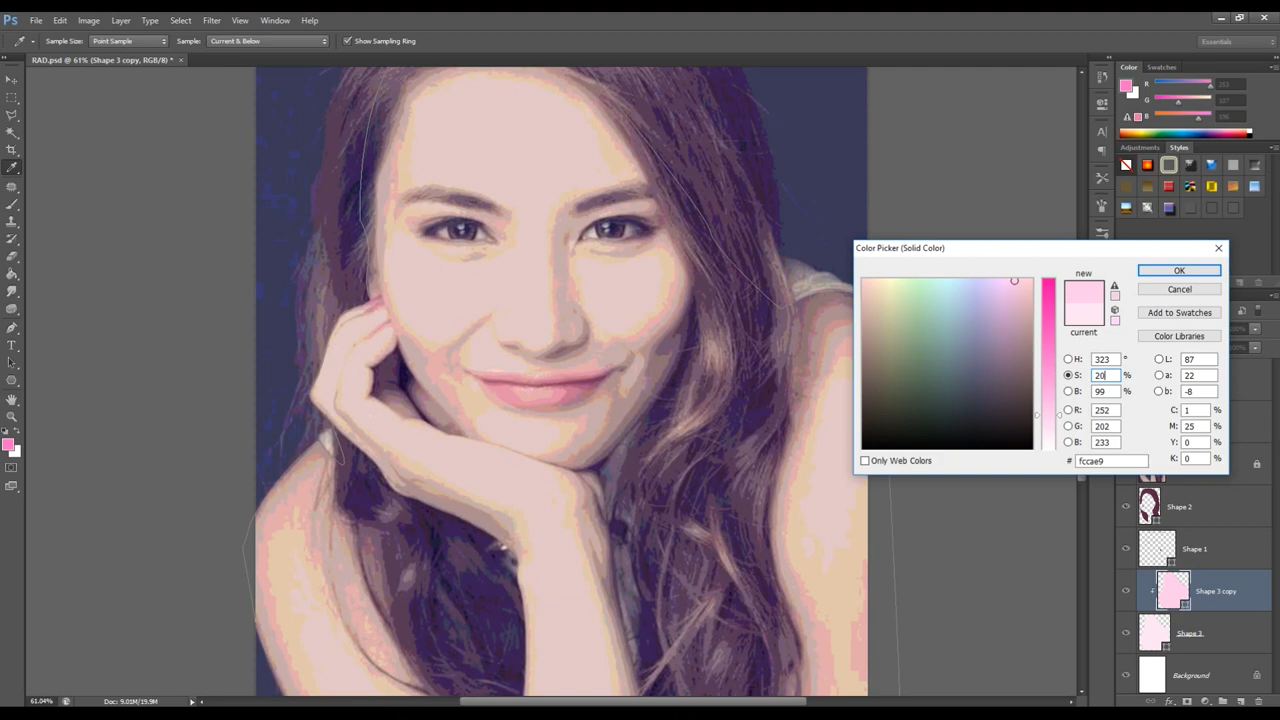 Ps File Edit Image Layer Type Select Filter View Window Help
Sample Size: Point Sample Sample: Current & Below Show Sampling Ring Essentials
RAD.psd @ 61% (Shape 3 copy, RGB/8) * ×
Color Swatches
R 253
G 127
B 196
Adjustments Styles
Color Picker (Solid Color)
new
current
OK
Cancel
Add to Swatches
Color Libraries
H: 323 °
S: 20 %
B: 99 %
R: 252
G: 202
B: 233
L: 87
a: 22
b: -8
C: 1 %
M: 25 %
Y: 0 %
K: 0 %
Only Web Colors
# fccae9
Shape 2
Shape 1
Shape 3 copy
Shape 3
Background
61.04% Doc: 9.01M/19.9M